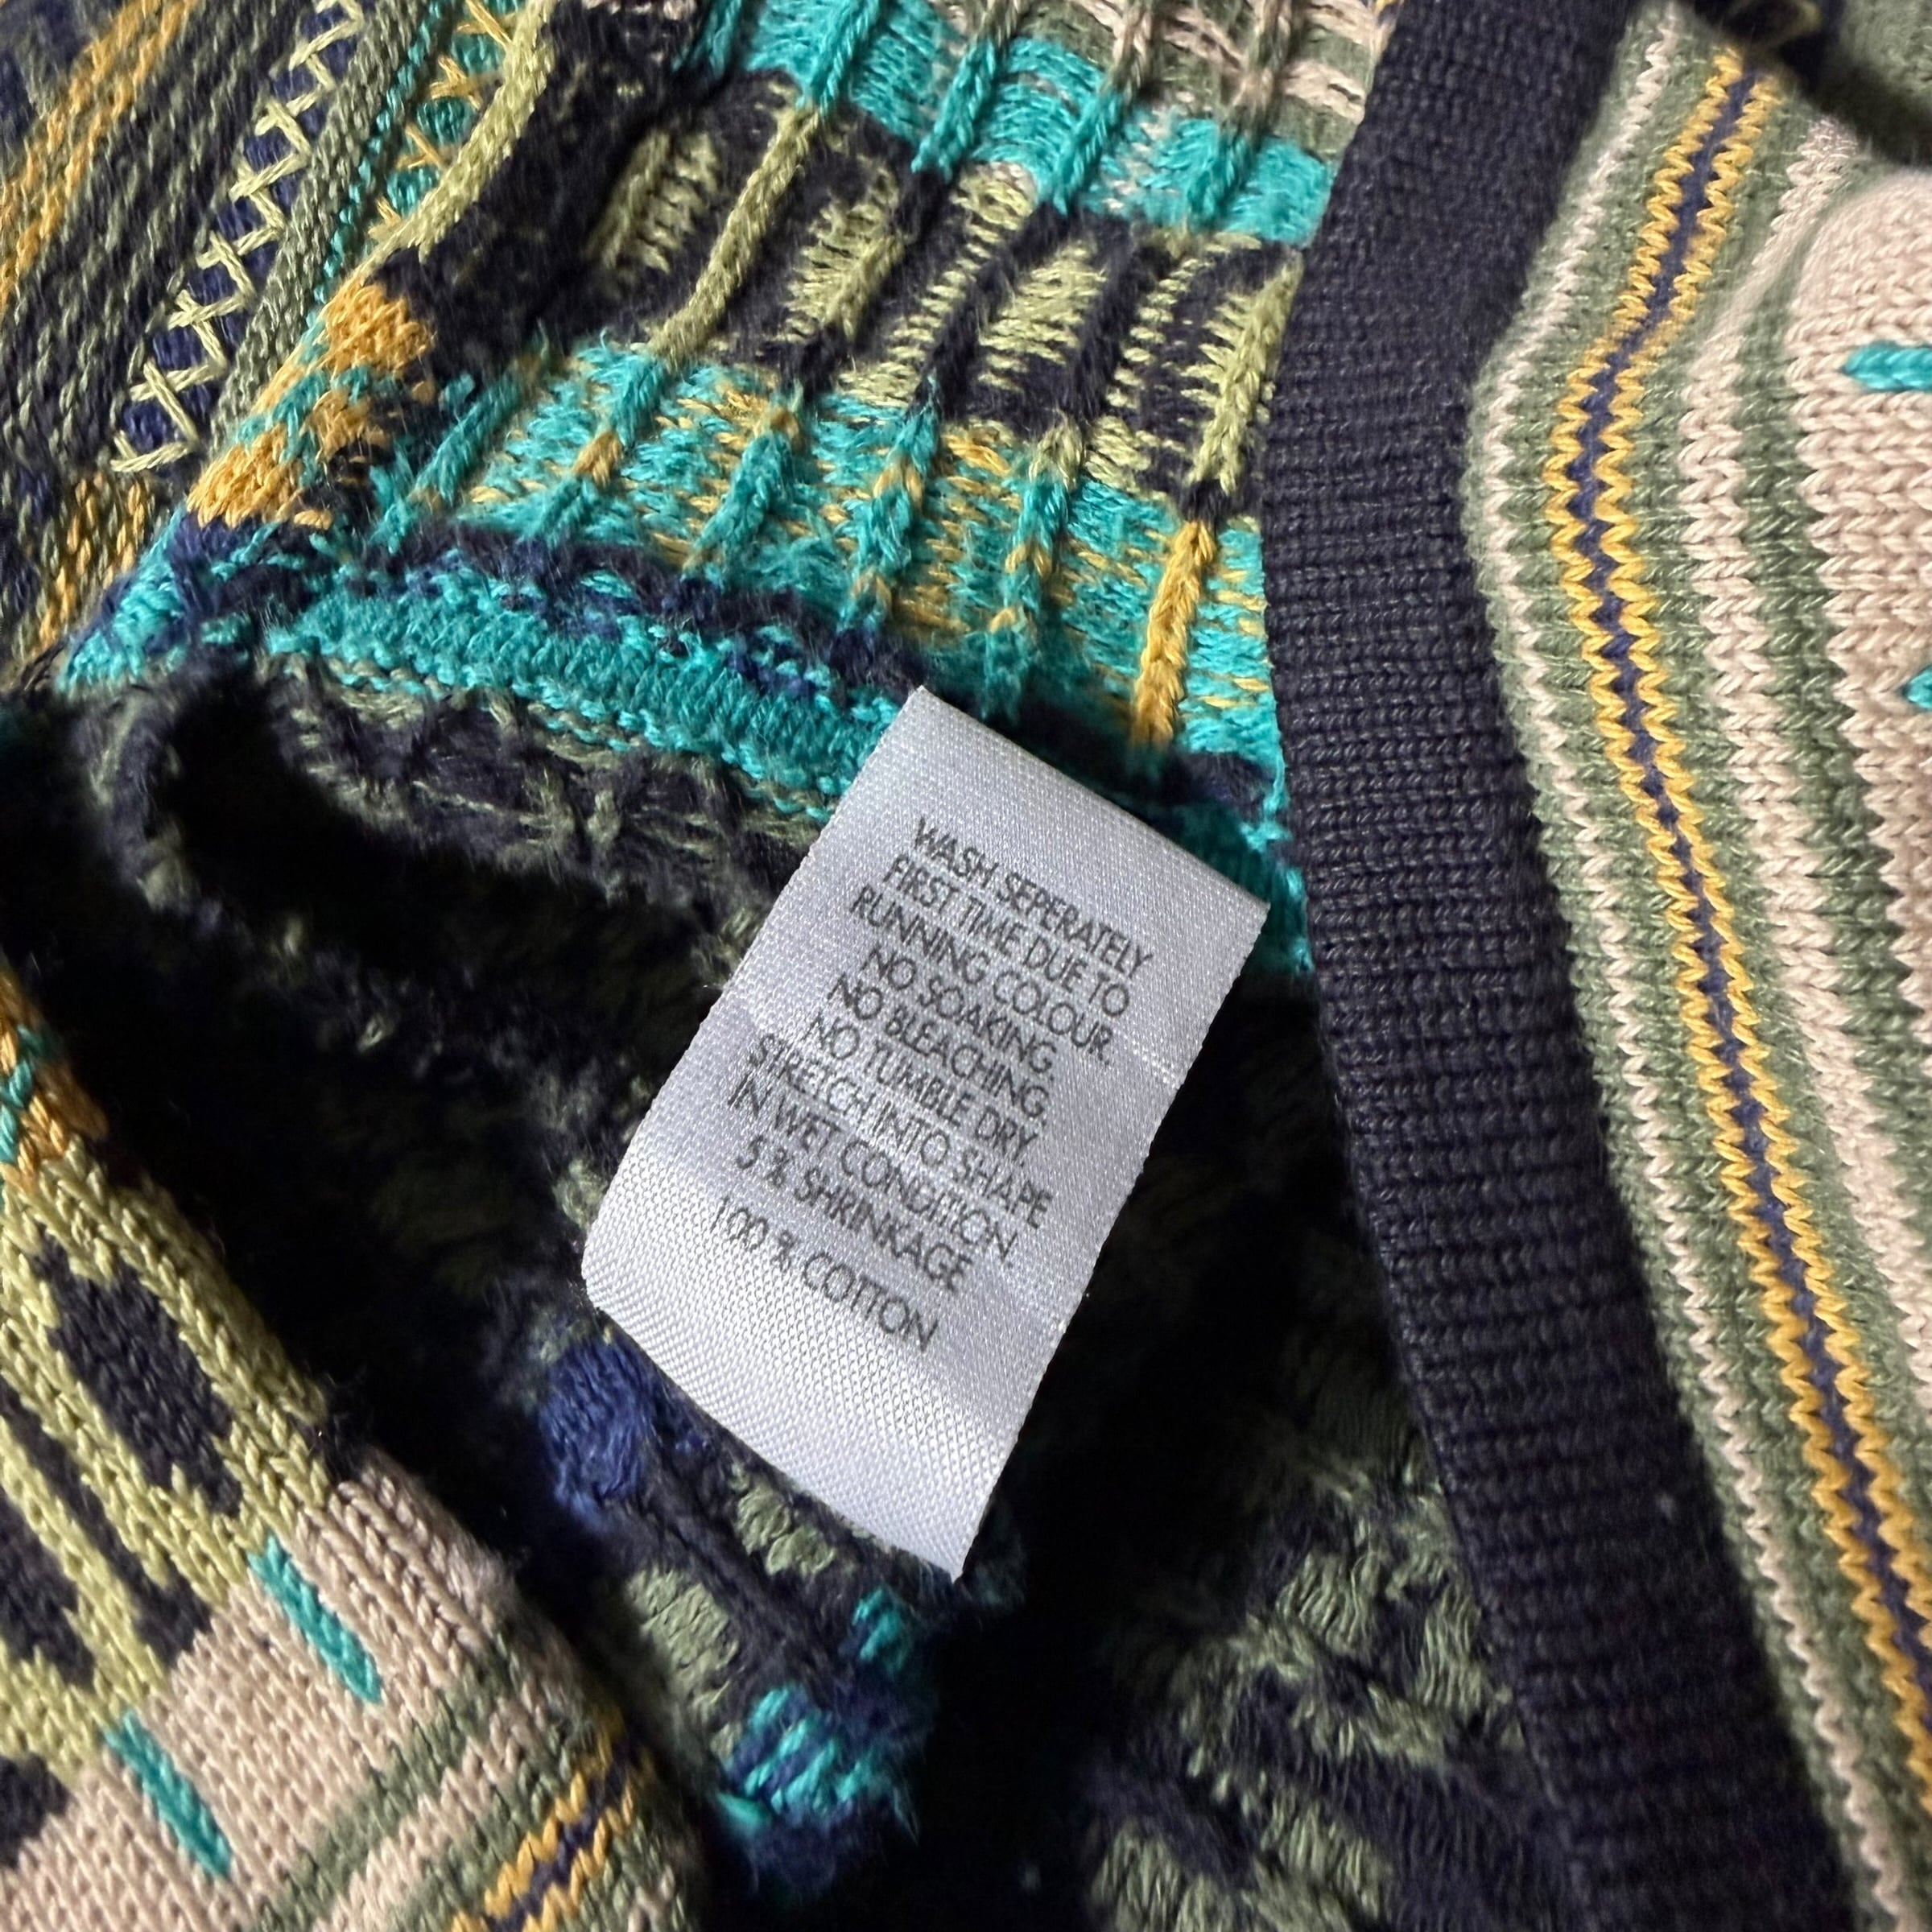 WASH SEPERATELY
FIRST TIME DUE TO
RUNNING COLOUR.
NO SOAKING.
NO BLEACHING.
NO TUMBLE DRY.
STRETCH INTO SHAPE
IN WET CONDITION.
5% SHRINKAGE
100% COTTON